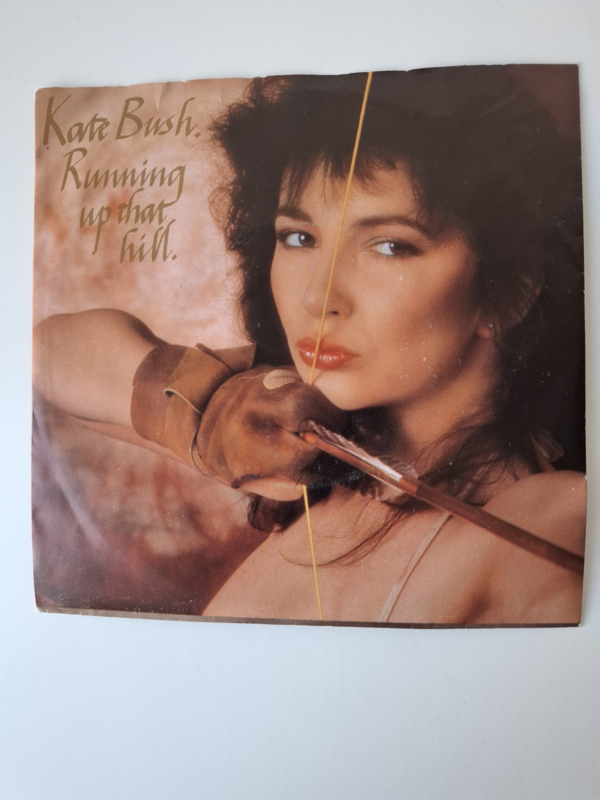 Kate Bush.
Running
up that
hill.